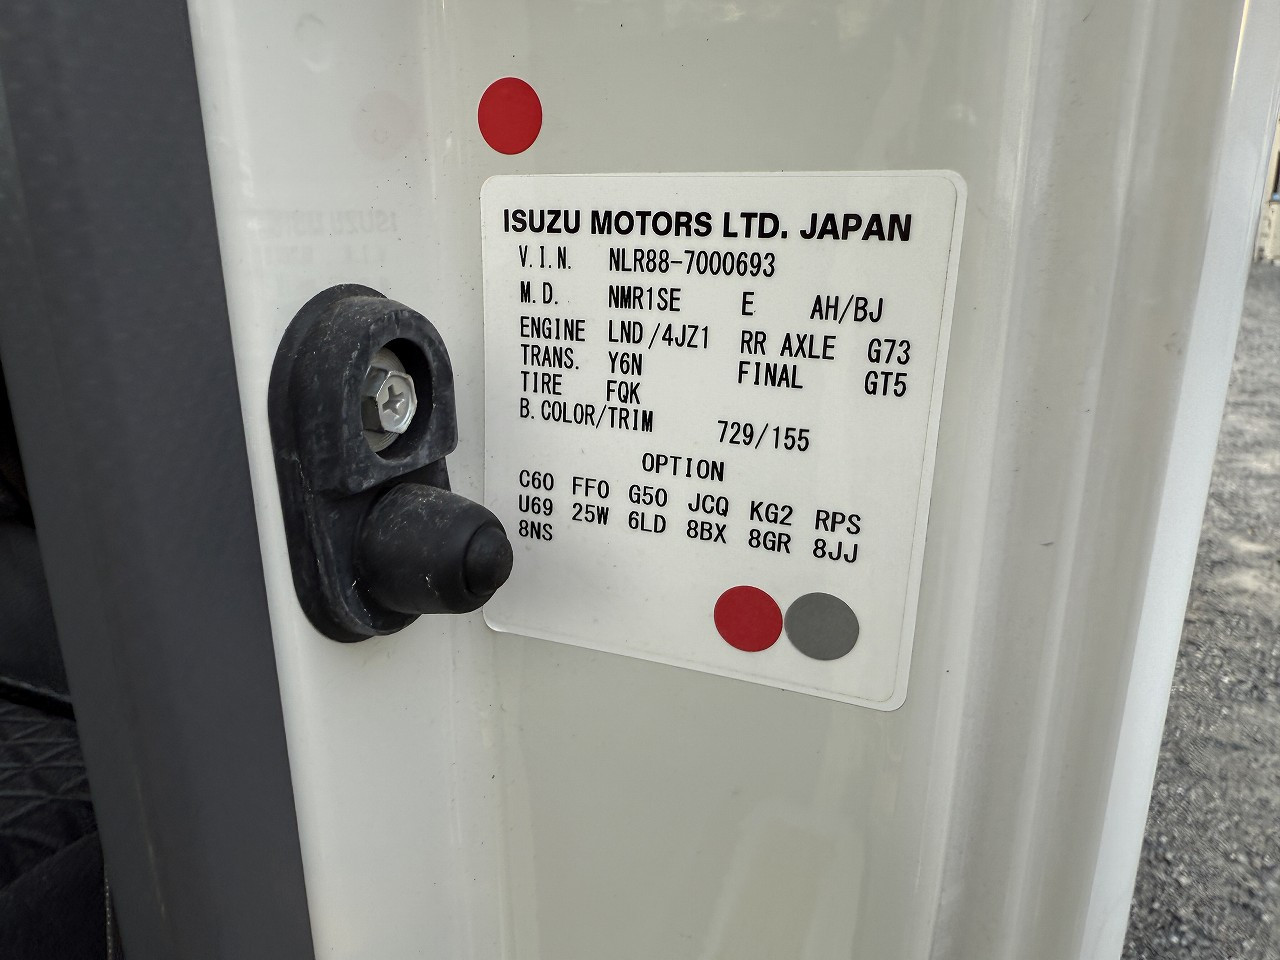 ISUZU MOTORS LTD. JAPAN
V.I.N. NLR88-7000693
M.D. NMR1SE E AH/BJ
ENGINE LND/4JZ1 RR AXLE G73
TRANS. Y6N FINAL GT5
TIRE FQK
B.COLOR/TRIM 729/155
OPTION
C60 FF0 G50 JCQ KG2 RPS
U69 25W 6LD 8BX 8GR 8JJ
8NS